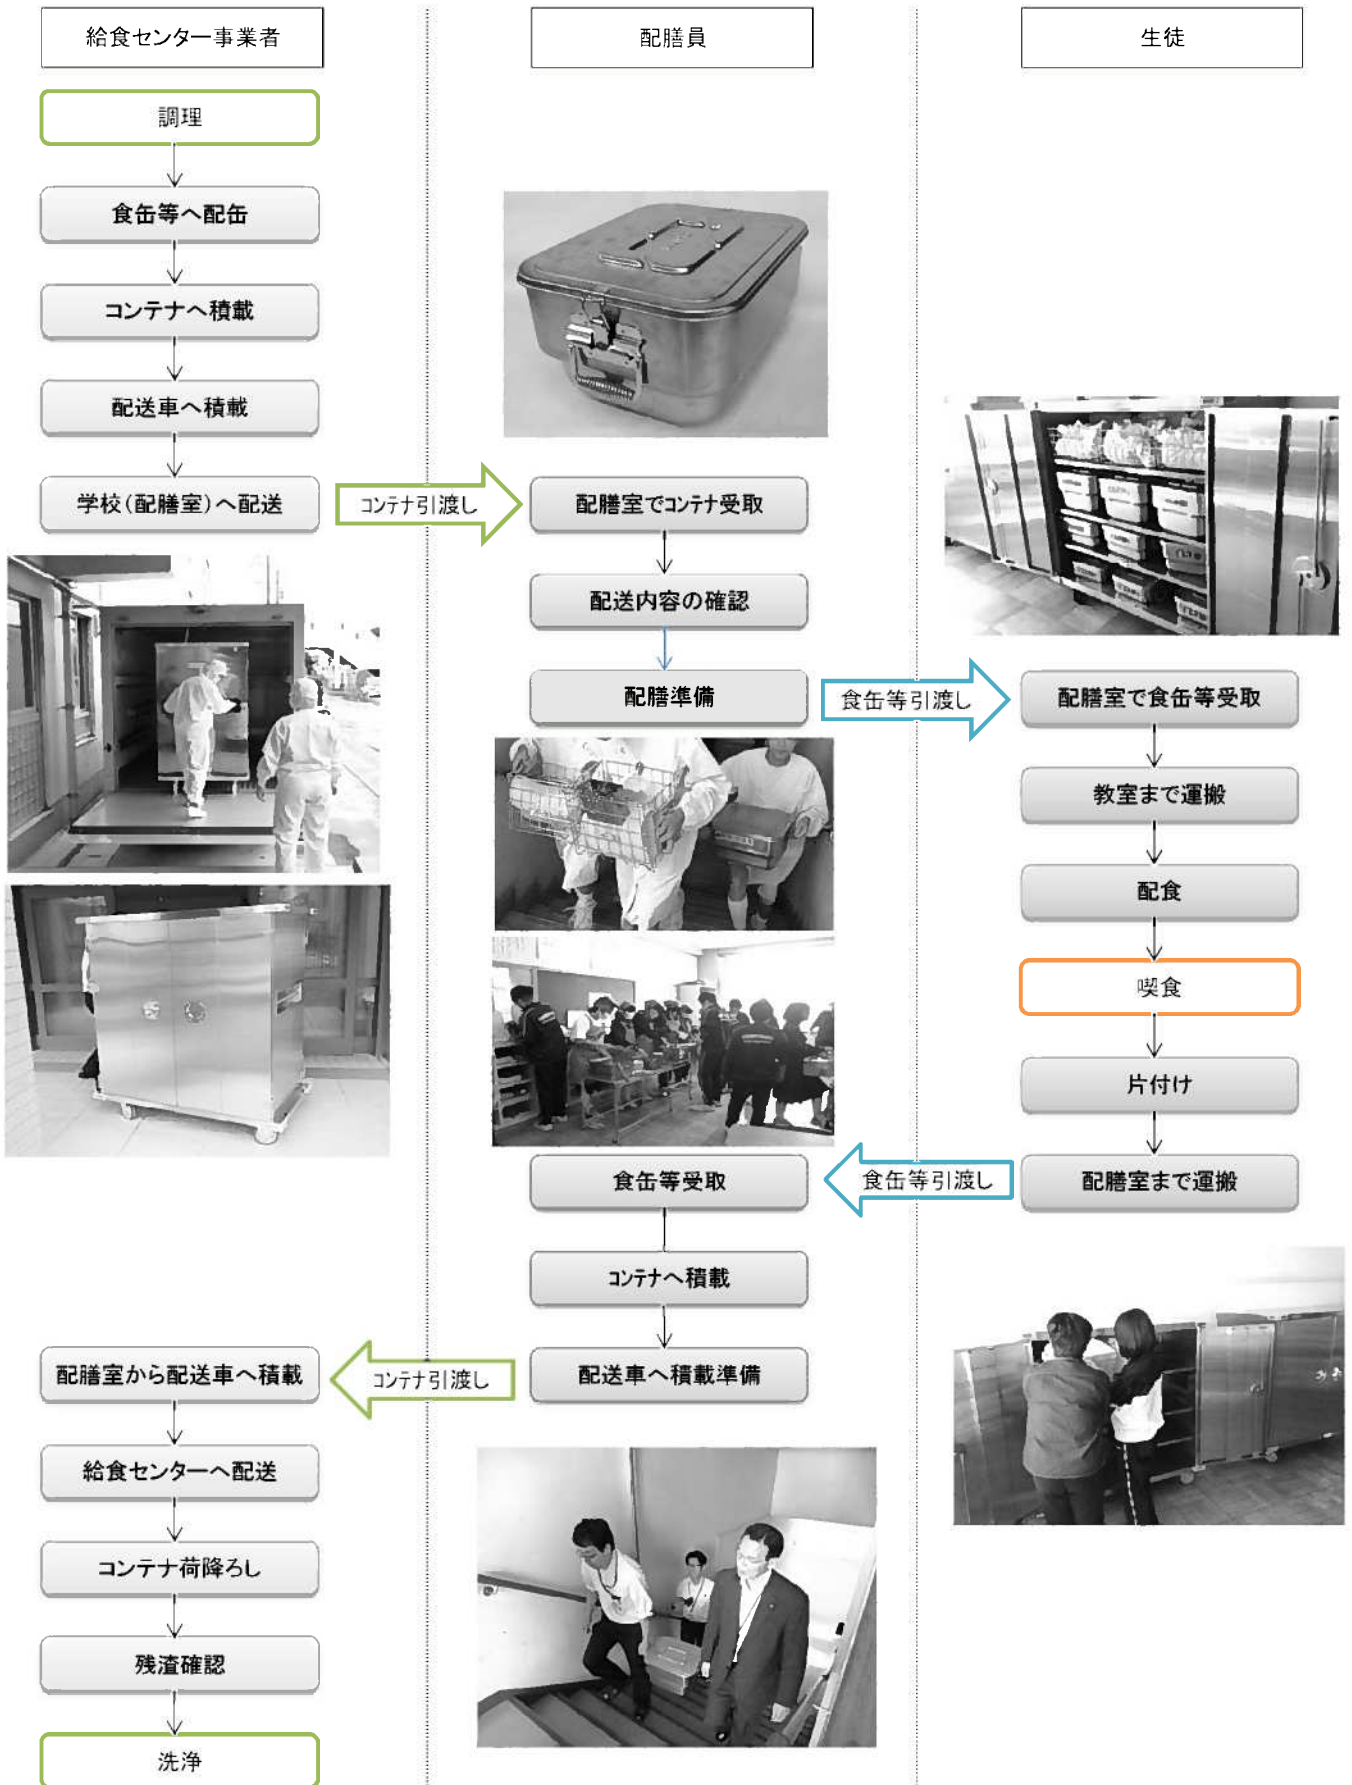 給食センター事業者
配膳員
生徒
調理
食缶等へ配缶
コンテナへ積載
配送車へ積載
学校(配膳室)へ配送
コンテナ引渡し
配膳室でコンテナ受取
配送内容の確認
配膳準備
食缶等引渡し
配膳室で食缶等受取
教室まで運搬
配食
喫食
片付け
配膳室まで運搬
食缶等引渡し
食缶等受取
コンテナへ積載
配送車へ積載準備
コンテナ引渡し
配膳室から配送車へ積載
給食センターへ配送
コンテナ荷降ろし
残渣確認
洗浄